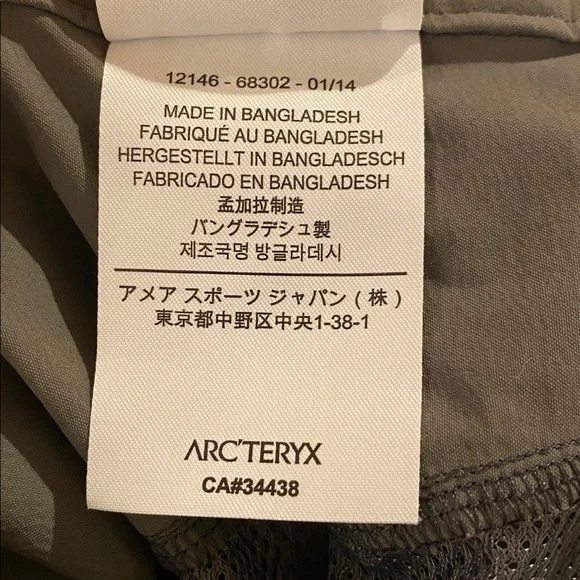 12146 - 68302 - 01/14
MADE IN BANGLADESH
FABRIQUÉ AU BANGLADESH
HERGESTELLT IN BANGLADESCH
FABRICADO EN BANGLADESH
孟加拉制造
バングラデシュ製
제조국명 방글라데시
アメア スポーツ ジャパン ( 株 )
東京都中野区中央1-38-1
ARC'TERYX
CA#34438